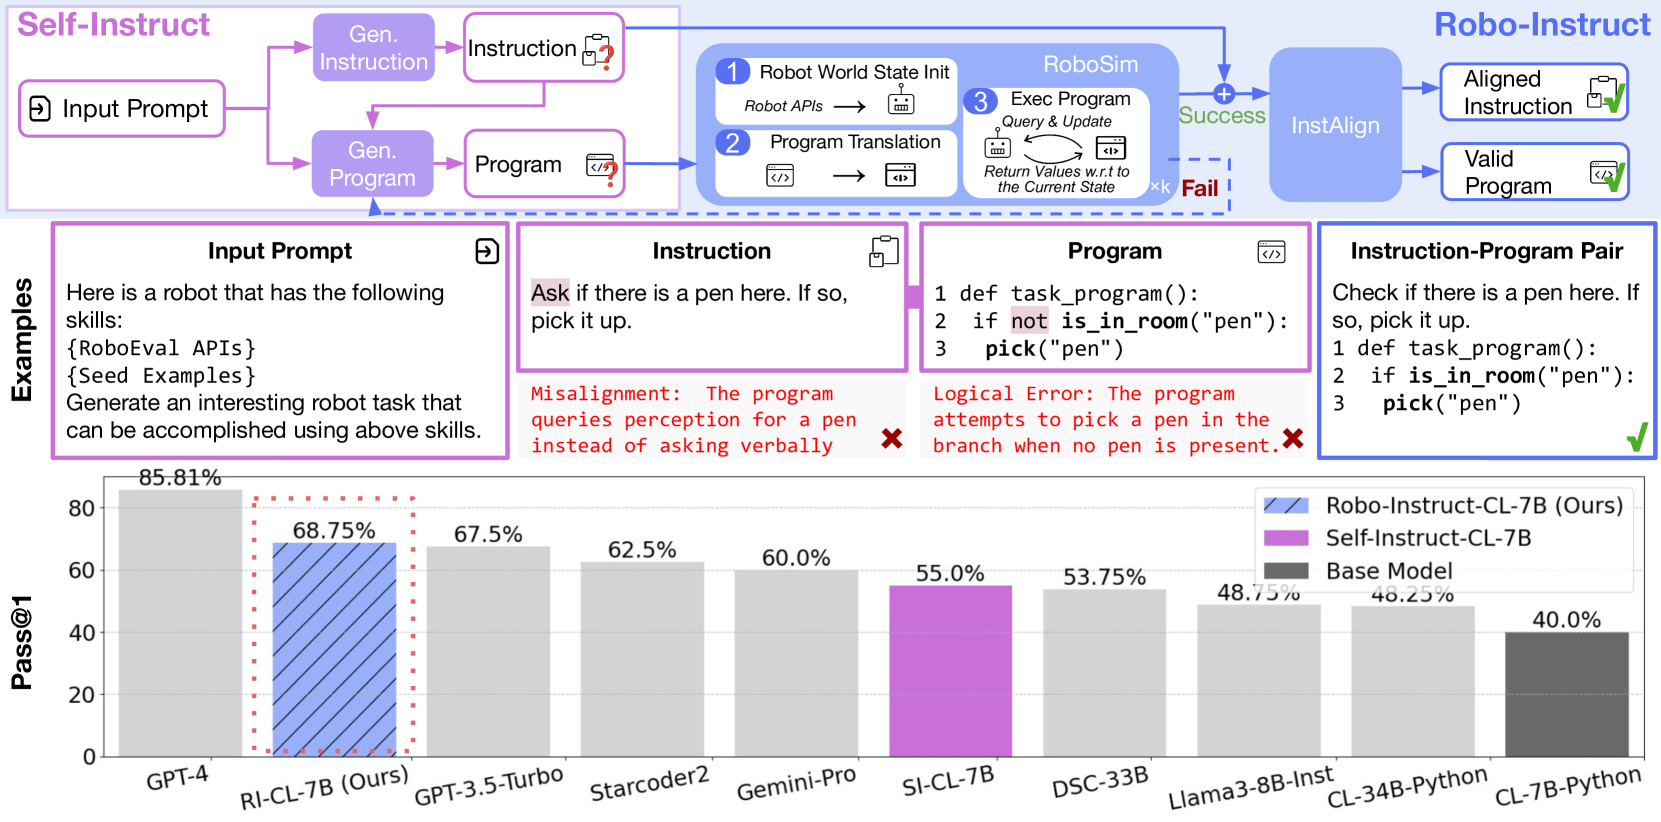 Self-Instruct
Robo-Instruct
Input Prompt
Gen.
Instruction
Instruction
?
Gen.
Program
Program
</>
?
RoboSim
1 Robot World State Init
Robot APIs
2 Program Translation
</>
</>
3 Exec Program
Query & Update
</>
Return Values w.r.t to
the Current State
×k
Fail
Success
+
InstAlign
Aligned
Instruction
Valid
Program
</>
Examples
Input Prompt
Here is a robot that has the following
skills:
{RoboEval APIs}
{Seed Examples}
Generate an interesting robot task that
can be accomplished using above skills.
Instruction
Ask if there is a pen here. If so,
pick it up.
Misalignment: The program
queries perception for a pen
instead of asking verbally
Program
</>
1 def task_program():
2 if not is_in_room("pen"):
3 pick("pen")
Logical Error: The program
attempts to pick a pen in the
branch when no pen is present.
Instruction-Program Pair
Check if there is a pen here. If
so, pick it up.
1 def task_program():
2 if is_in_room("pen"):
3 pick("pen")
Pass@1
80
60
40
20
0
85.81%
68.75%
67.5%
62.5%
60.0%
55.0%
53.75%
48.75%
48.25%
40.0%
Robo-Instruct-CL-7B (Ours)
Self-Instruct-CL-7B
Base Model
GPT-4
RI-CL-7B (Ours)
GPT-3.5-Turbo
Starcoder2
Gemini-Pro
SI-CL-7B
DSC-33B
Llama3-8B-Inst
CL-34B-Python
CL-7B-Python